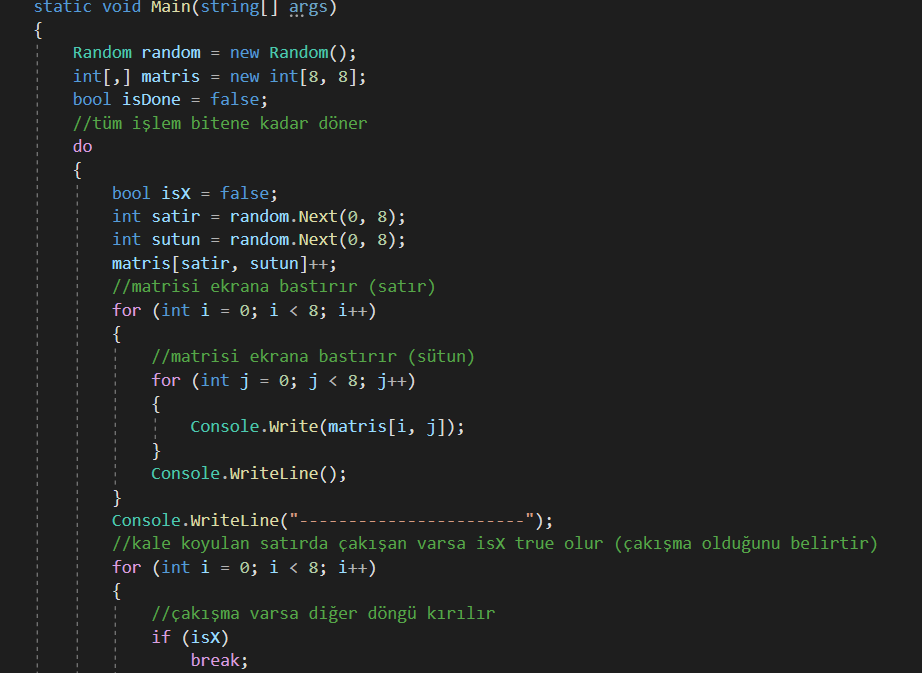 static void Main(string[] args)
{
Random random = new Random();
int[,] matris = new int[8, 8];
bool isDone = false;
//tüm işlem bitene kadar döner
do
{
bool isX = false;
int satir = random.Next(0, 8);
int sutun = random.Next(0, 8);
matris[satir, sutun]++;
//matrisi ekrana bastırır (satır)
for (int i = 0; i < 8; i++)
{
//matrisi ekrana bastırır (sütun)
for (int j = 0; j < 8; j++)
{
Console.Write(matris[i, j]);
}
Console.WriteLine();
}
Console.WriteLine("-----------------------");
//kale koyulan satırda çakışan varsa isX true olur (çakışma olduğunu belirtir)
for (int i = 0; i < 8; i++)
{
//çakışma varsa diğer döngü kırılır
if (isX)
break;